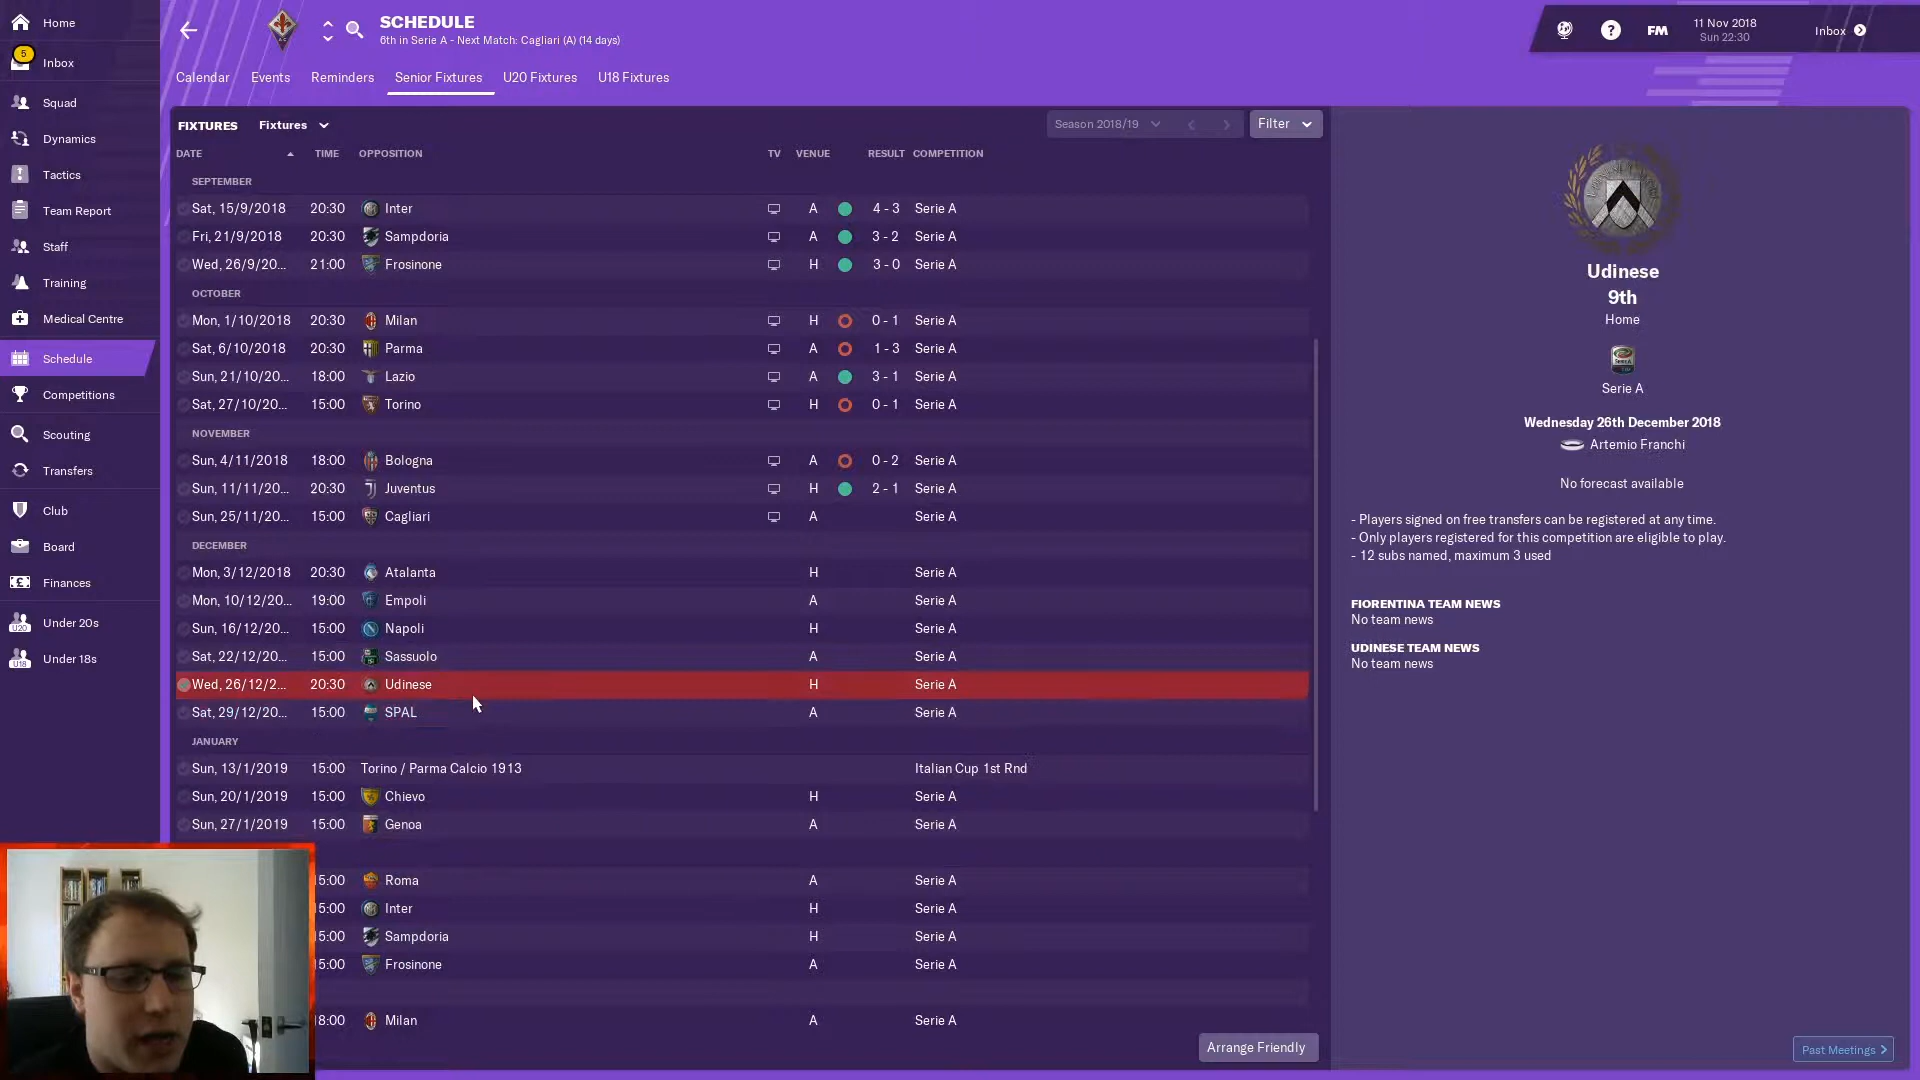 Home
5
Inbox
Squad
Dynamics
Tactics
Team Report
Staff
Training
Medical Centre
Schedule
Competitions
Scouting
Transfers
Club
Board
Finances
U20 Under 20s
U18 Under 18s
SCHEDULE
6th in Serie A - Next Match: Cagliari (A) (14 days)
? FM 11 Nov 2018
Sun 22:30
Inbox
Calendar Events Reminders Senior Fixtures U20 Fixtures U18 Fixtures
FIXTURES Fixtures Season 2018/19 Filter
DATE TIME OPPOSITION TV VENUE RESULT COMPETITION
SEPTEMBER
Sat, 15/9/2018 20:30 Inter A 4 - 3 Serie A
Fri, 21/9/2018 20:30 Sampdoria A 3 - 2 Serie A
Wed, 26/9/20... 21:00 Frosinone H 3 - 0 Serie A
OCTOBER
Mon, 1/10/2018 20:30 Milan H 0 - 1 Serie A
Sat, 6/10/2018 20:30 Parma A 1 - 3 Serie A
Sun, 21/10/20... 18:00 Lazio A 3 - 1 Serie A
Sat, 27/10/20... 15:00 Torino H 0 - 1 Serie A
NOVEMBER
Sun, 4/11/2018 18:00 Bologna A 0 - 2 Serie A
Sun, 11/11/20... 20:30 Juventus H 2 - 1 Serie A
Sun, 25/11/20... 15:00 Cagliari A Serie A
DECEMBER
Mon, 3/12/2018 20:30 Atalanta H Serie A
Mon, 10/12/20... 19:00 Empoli A Serie A
Sun, 16/12/20... 15:00 Napoli H Serie A
Sat, 22/12/20... 15:00 Sassuolo A Serie A
Wed, 26/12/2... 20:30 Udinese H Serie A
Sat, 29/12/20... 15:00 SPAL A Serie A
JANUARY
Sun, 13/1/2019 15:00 Torino / Parma Calcio 1913 Italian Cup 1st Rnd
Sun, 20/1/2019 15:00 Chievo H Serie A
Sun, 27/1/2019 15:00 Genoa A Serie A
5:00 Roma A Serie A
5:00 Inter H Serie A
5:00 Sampdoria H Serie A
5:00 Frosinone A Serie A
8:00 Milan A Serie A
Arrange Friendly
Udinese
9th
Home
Serie A
Wednesday 26th December 2018
Artemio Franchi
No forecast available
- Players signed on free transfers can be registered at any time.
- Only players registered for this competition are eligible to play.
- 12 subs named, maximum 3 used
FIORENTINA TEAM NEWS
No team news
UDINESE TEAM NEWS
No team news
Past Meetings